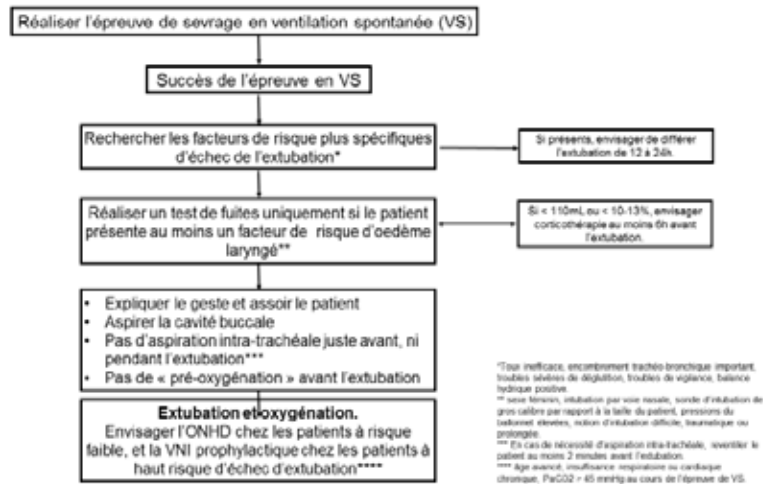 Réaliser l'épreuve de sevrage en ventilation spontanée (VS)
Succès de l'épreuve en VS
Rechercher les facteurs de risque plus spécifiques
d'échec de l'extubation*
Si présents, envisager de différer
l'extubation de 12 à 24h.
Réaliser un test de fuites uniquement si le patient
présente au moins un facteur de risque d'oedème
laryngé**
Si < 110mL ou < 10-13%, envisager
corticothérapie au moins 6h avant
l'extubation.
• Expliquer le geste et assoir le patient
• Aspirer la cavité buccale
• Pas d'aspiration intra-trachéale juste avant, ni
pendant l'extubation***
• Pas de « pré-oxygénation » avant l'extubation
Extubation et oxygénation.
Envisager l'ONHD chez les patients à risque
faible, et la VNI prophylactique chez les patients à
haut risque d'échec d'extubation****
*Toux inefficace, encombrement trachéo-bronchique important,
troubles sévères de déglutition, troubles de vigilance, balance
hydrique positive.
** sexe féminin, intubation par voie nasale, sonde d'intubation de
gros calibre par rapport à la taille du patient, pressions du
ballonnet élevées, notion d'intubation difficile, traumatique ou
prolongée.
*** En cas de nécessité d'aspiration intra-trachéale, reventiler le
patient au moins 2 minutes avant l'extubation.
**** Age avancé, insuffisance respiratoire ou cardiaque
chronique, PaCO2 > 45 mmHg au cours de l'épreuve de VS.